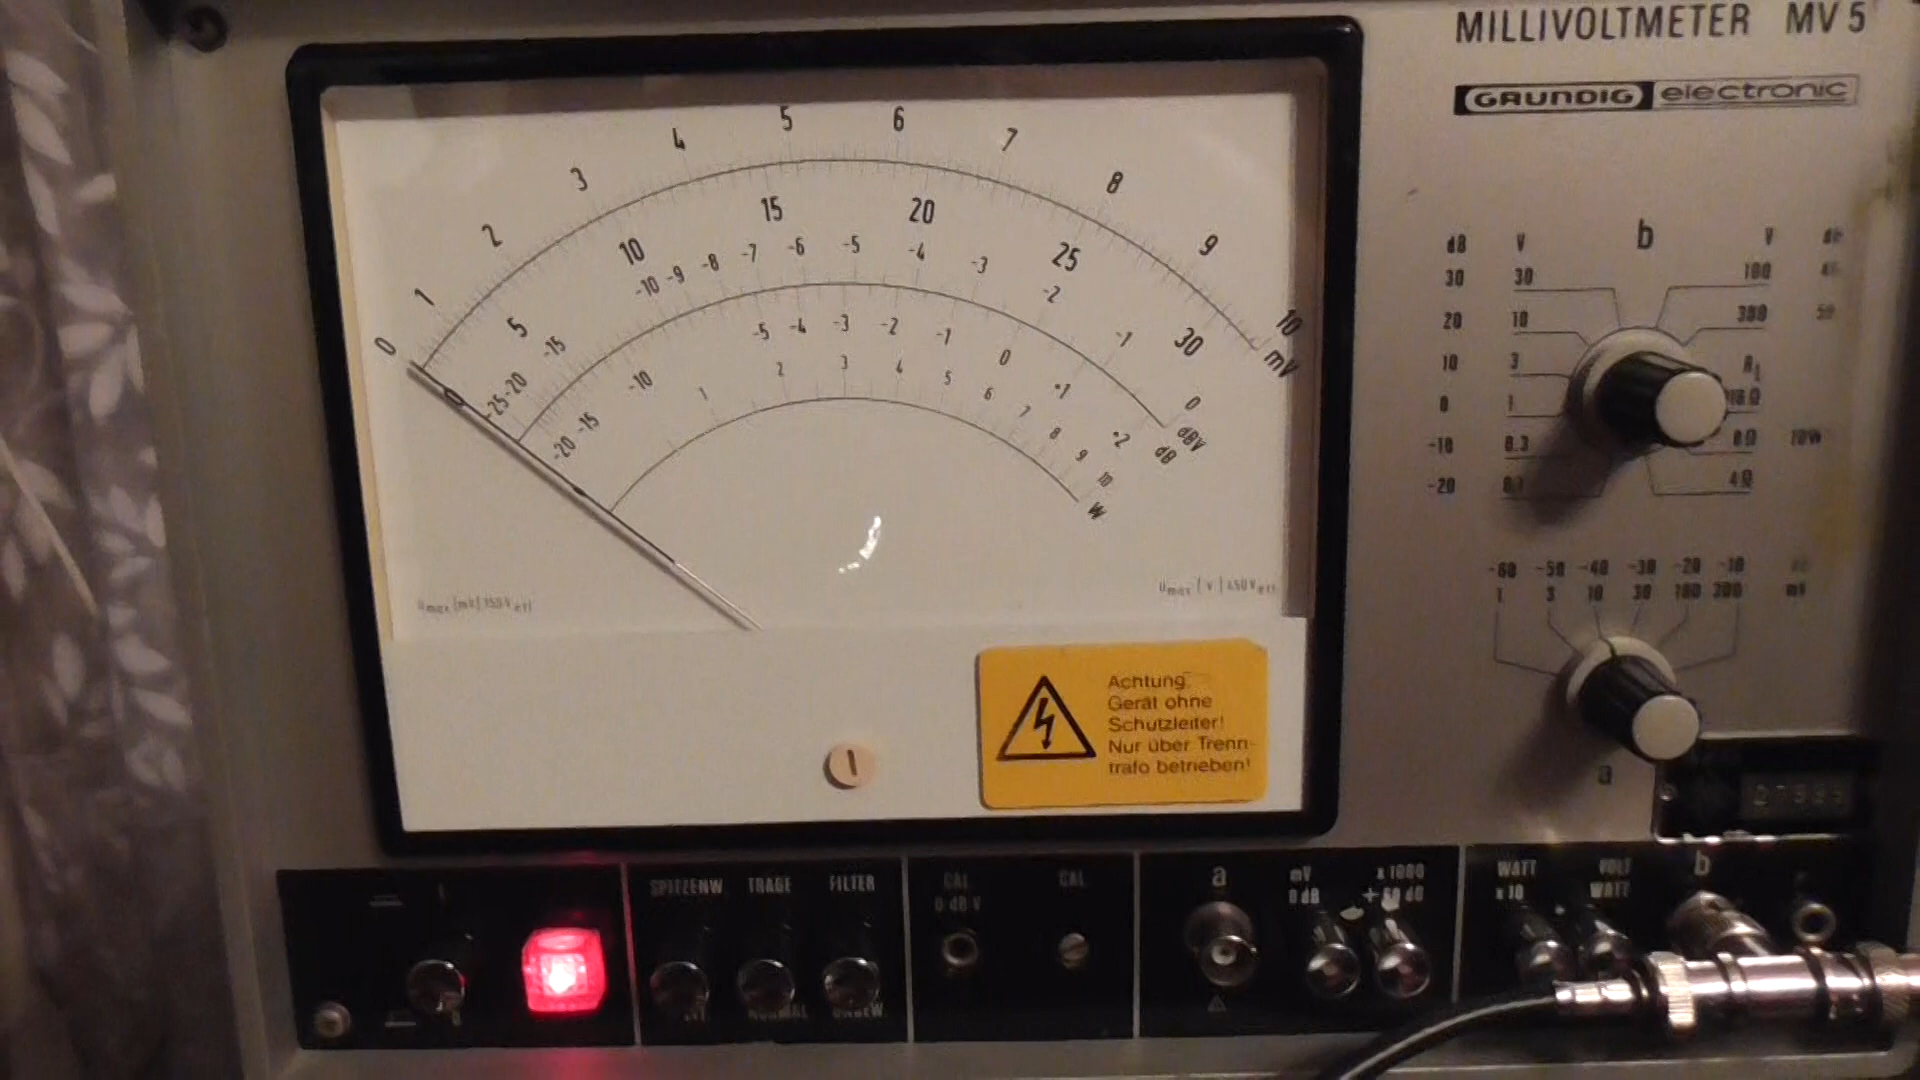 MILLIVOLTMETER MV 5
GRUNDIG electronic
0 1 2 3 4 5 6 7 8 9 10
mV
0 5 10 15 20 25 30
-25 -20 -15 -10 -9 -8 -7 -6 -5 -4 -3 -2 -1 0
dBV
-20 -15 -10 -5 -4 -3 -2 -1 0 +1 +2
dB
1 2 3 4 5 6 7 8 9 10
W
Achtung:
Gerät ohne
Schutzleiter!
Nur über Trenn-
trafo betrieben!
b
dB V V
30 30 100
20 10 300
10 3
0 1
-10 0.3 8Ω
-20 0.1 4Ω
-60 -50 -40 -30 -20 -10
1 3 10 30 100 300 mV
a
SPITZENW. TRÄGE FILTER
NORMAL
CAL. CAL.
0 dB V
a mV x 1000
0 dB + 60 dB
WATT VOLT b
x 10 WATT